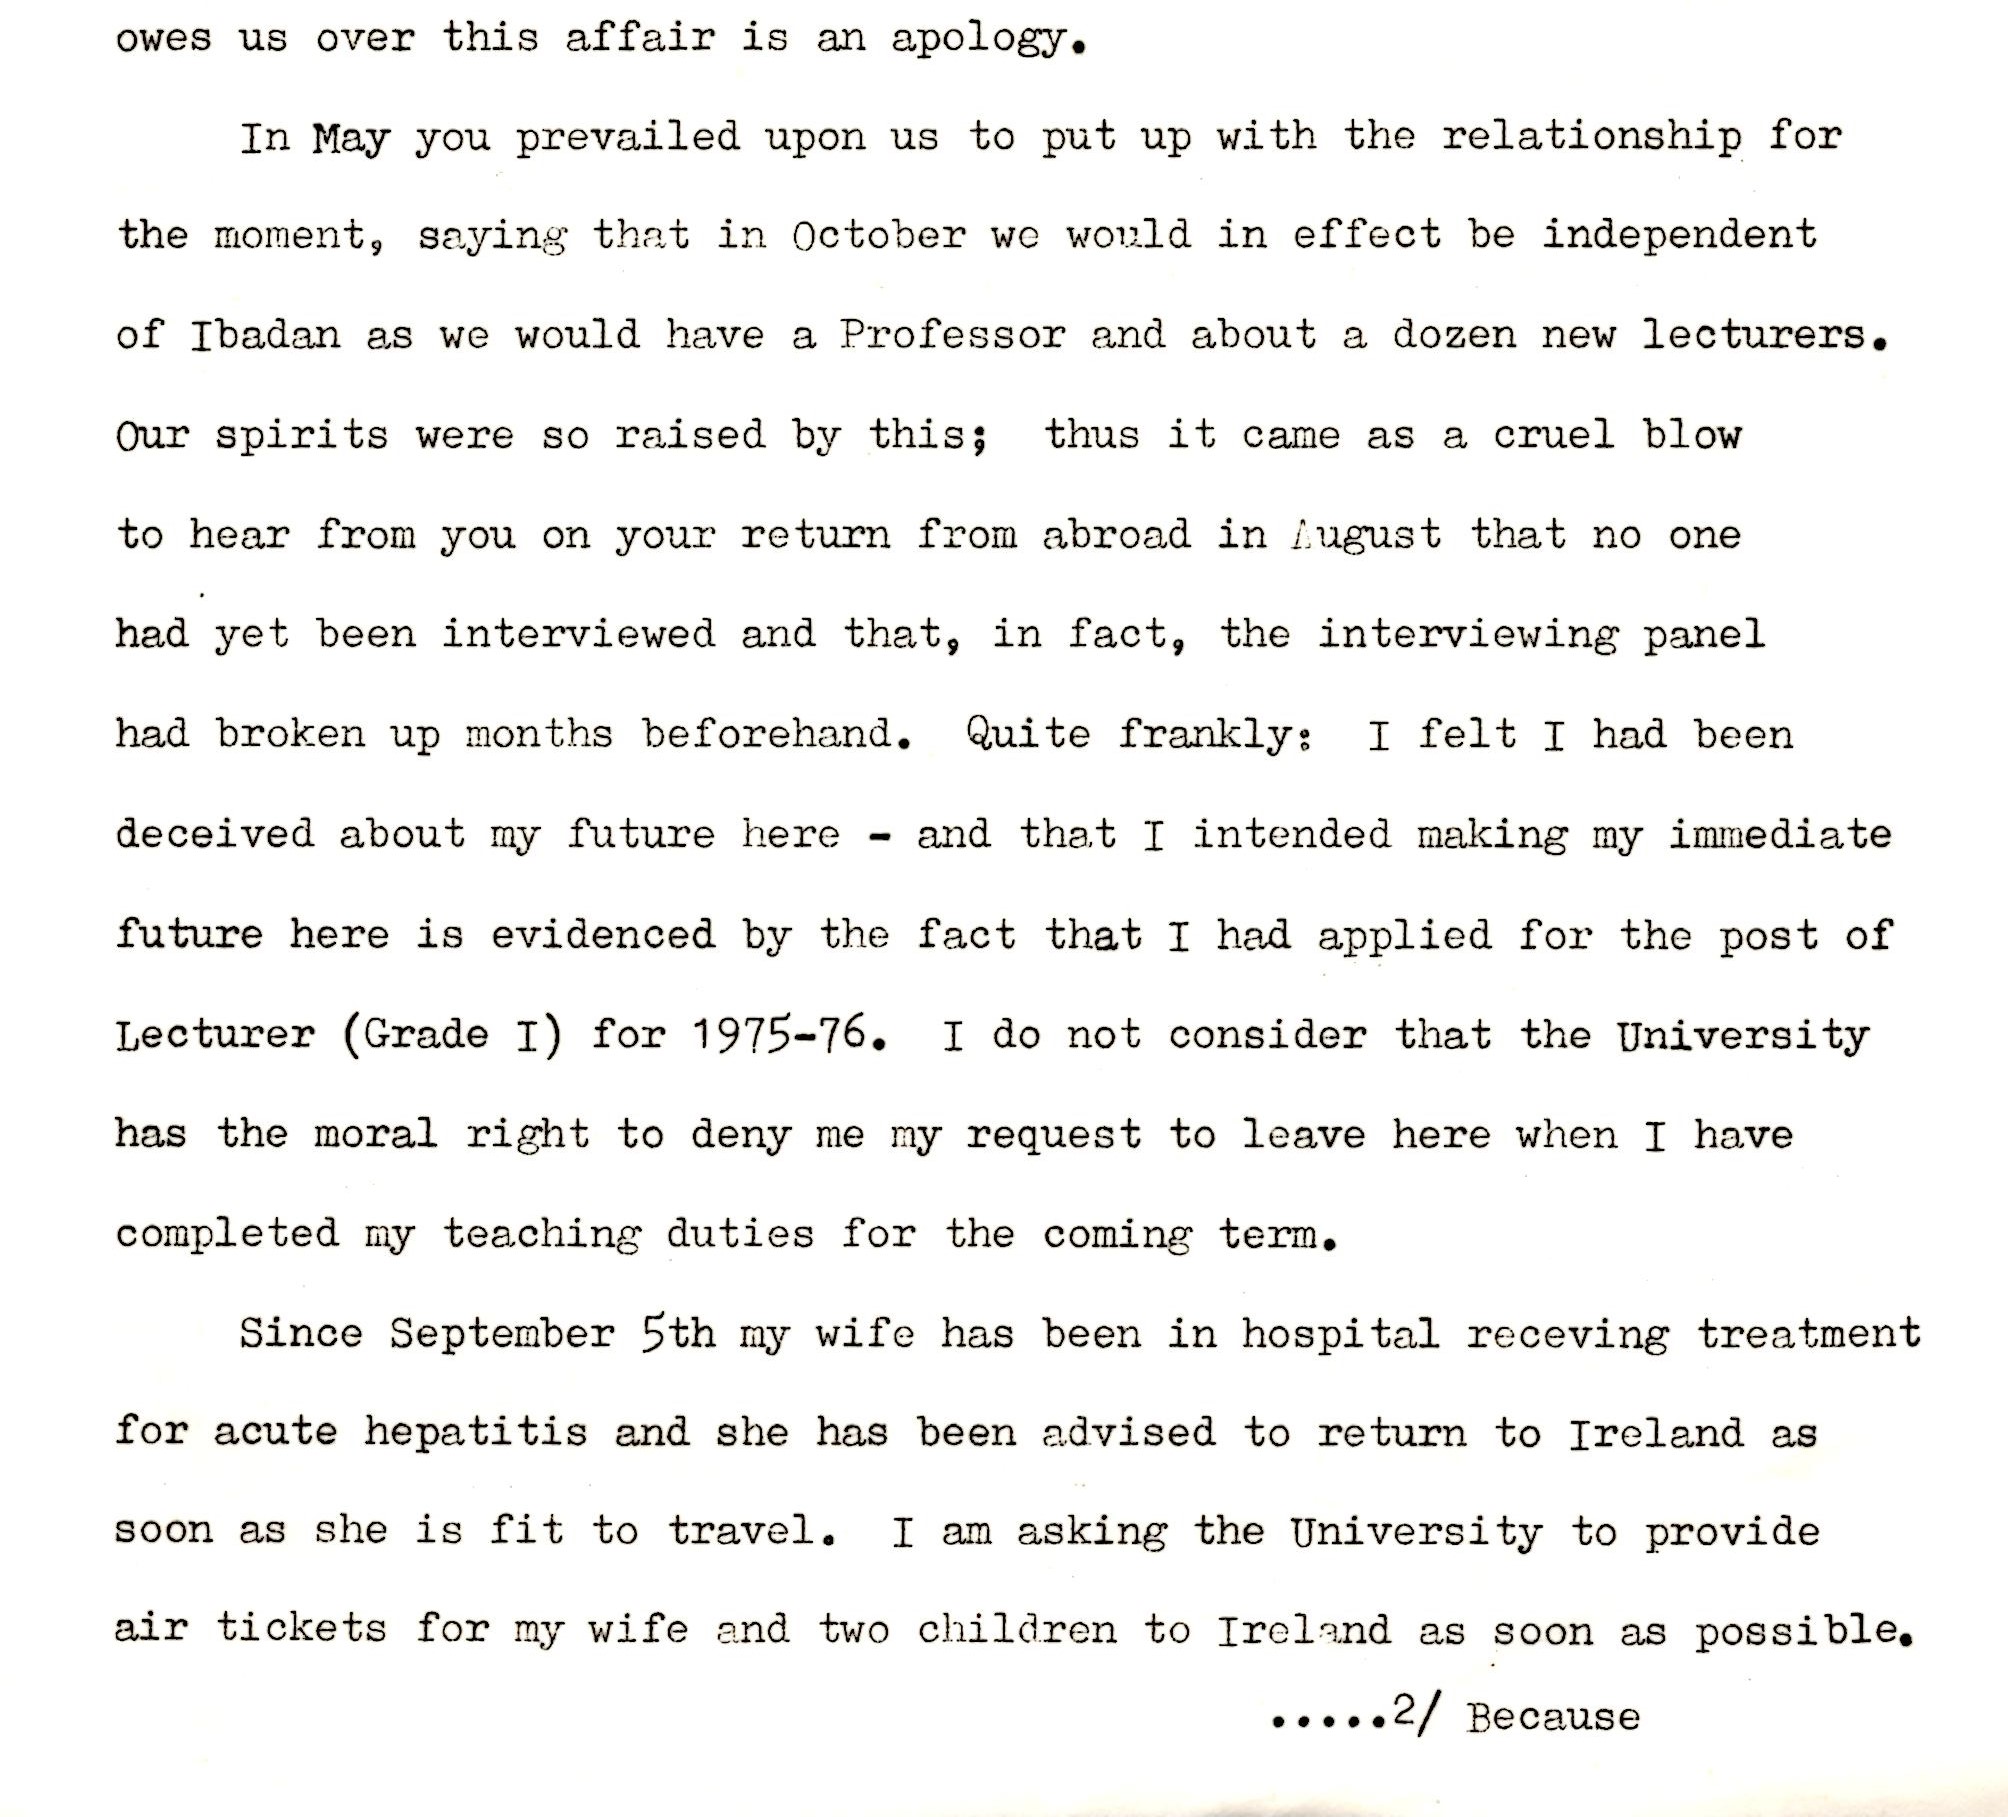 owes us over this affair is an apology.
In May you prevailed upon us to put up with the relationship for
the moment, saying that in October we would in effect be independent
of Ibadan as we would have a Professor and about a dozen new lecturers.
Our spirits were so raised by this;  thus it came as a cruel blow
to hear from you on your return from abroad in August that no one
had yet been interviewed and that, in fact, the interviewing panel
had broken up months beforehand.  Quite frankly:  I felt I had been
deceived about my future here - and that I intended making my immediate
future here is evidenced by the fact that I had applied for the post of
Lecturer (Grade I) for 1975-76.  I do not consider that the University
has the moral right to deny me my request to leave here when I have
completed my teaching duties for the coming term.
Since September 5th my wife has been in hospital receving treatment
for acute hepatitis and she has been advised to return to Ireland as
soon as she is fit to travel.  I am asking the University to provide
air tickets for my wife and two children to Ireland as soon as possible.
.....2/ Because